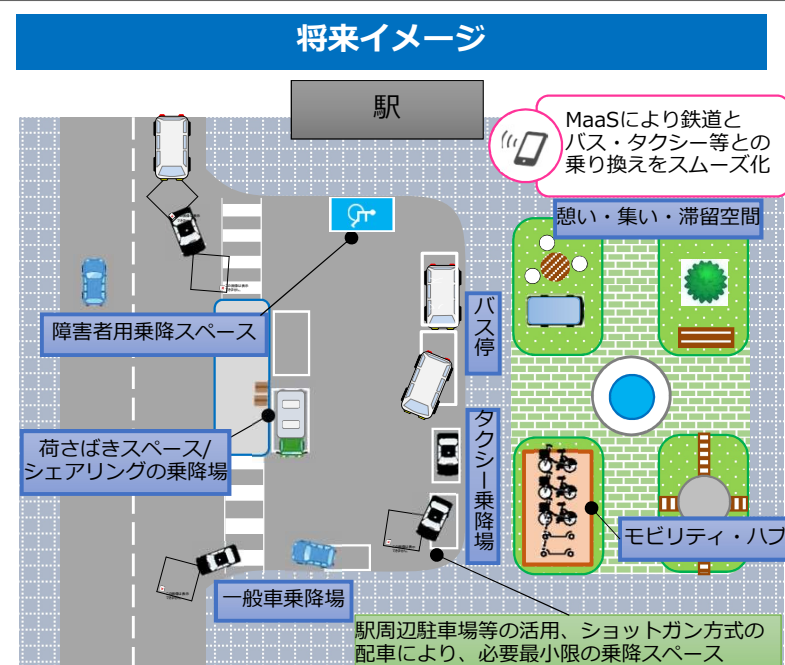 将来イメージ
駅
MaaSにより鉄道と
バス・タクシー等との
乗り換えをスムーズ化
憩い・集い・滞留空間
障害者用乗降スペース
バス停
荷さばきスペース/
シェアリングの乗降場
タクシー乗降場
モビリティ・ハブ
一般車乗降場
駅周辺駐車場等の活用、ショットガン方式の
配車により、必要最小限の乗降スペース